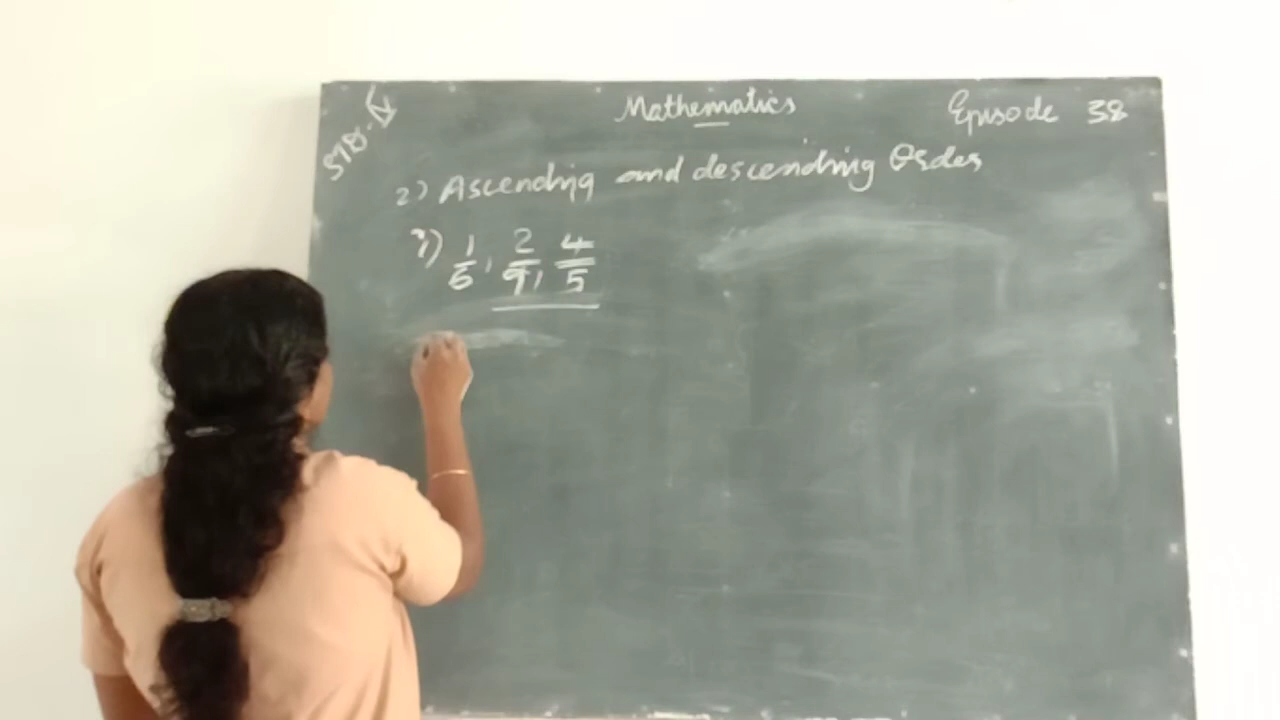 STD. V
Mathematics
Episode 38
2) Ascending and descending Order
i) 1/6, 2/9, 4/5